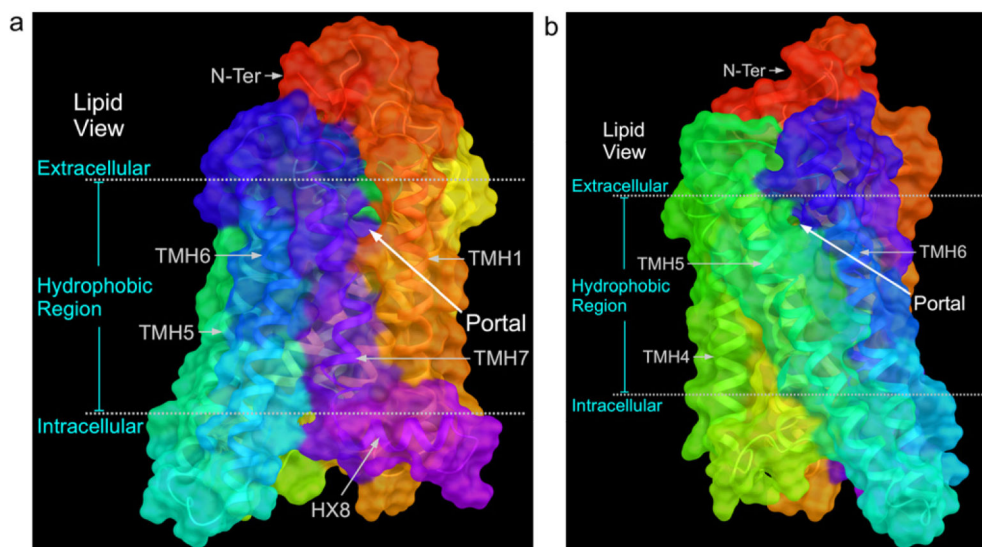 a
N-Ter
Lipid
View
Extracellular
TMH6
TMH1
Hydrophobic
Region
Portal
TMH5
TMH7
Intracellular
HX8
b
N-Ter
Lipid
View
Extracellular
TMH5
TMH6
Hydrophobic
Region
Portal
TMH4
Intracellular